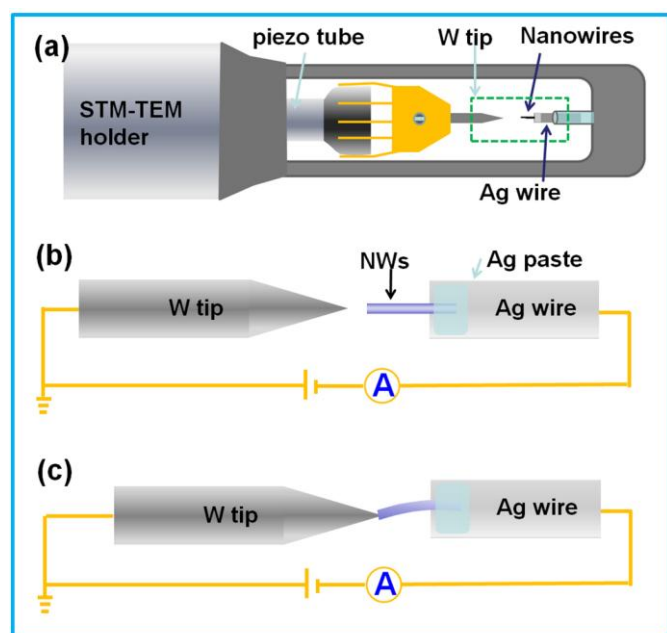 (a)
piezo tube
W tip
Nanowires
STM-TEM
holder
Ag wire
(b)
NWs
Ag paste
W tip
Ag wire
A
(c)
W tip
Ag wire
A